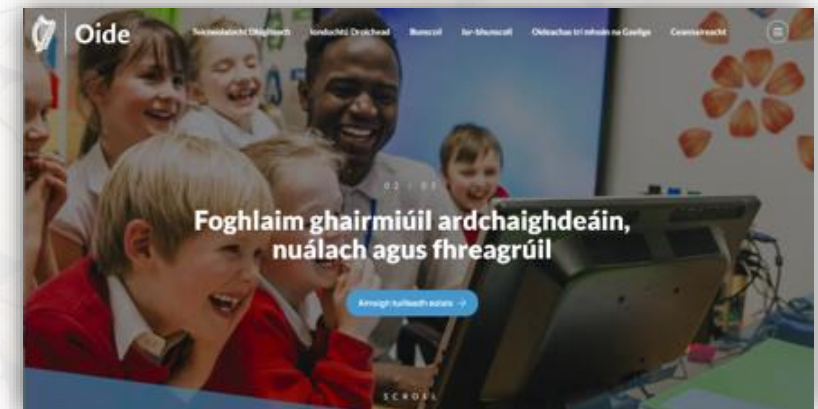 Oide
Teicneolaíocht Dhigiteach Ionduchtú Droichead Bunscoil Iar-bhunscoil Oideachas trí mheán na Gaeilge Ceannaireacht
02 / 03
Foghlaim ghairmiúil ardchaighdeáin,
nuálach agus fhreagrúil
Aimsigh tuilleadh eolais →
SCROLL